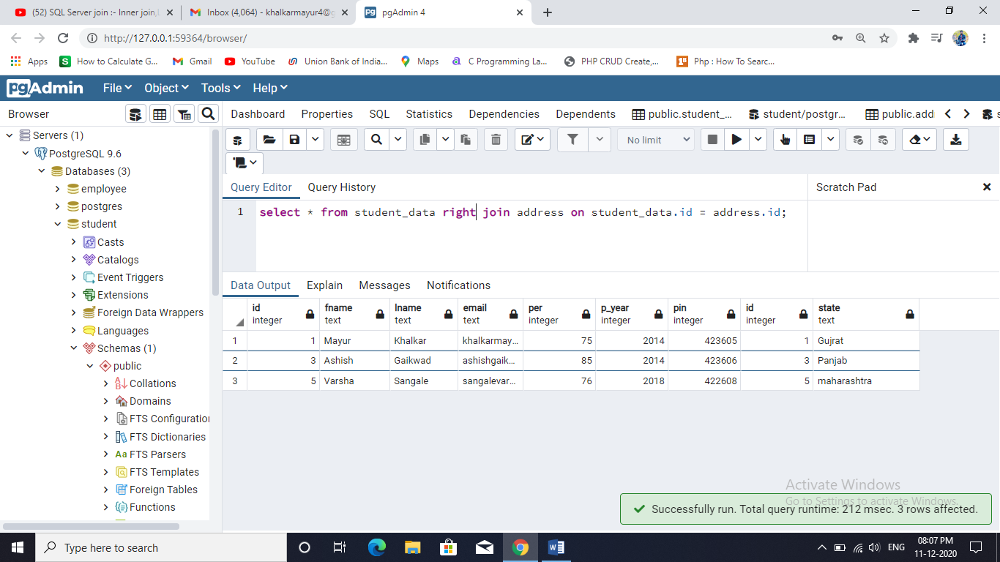 (52) SQL Server join :- Inner join,L
Inbox (4,064) - khalkarmayur4@g
pgAdmin 4
http://127.0.0.1:59364/browser/
Apps
How to Calculate G...
Gmail
YouTube
Union Bank of India...
Maps
C Programming La...
PHP CRUD Create,...
Php : How To Searc...
pgAdmin
File
Object
Tools
Help
Browser
Dashboard
Properties
SQL
Statistics
Dependencies
Dependents
public.student_...
student/postgr...
public.add
s
Servers (1)
PostgreSQL 9.6
Databases (3)
employee
postgres
student
Casts
Catalogs
Event Triggers
Extensions
Foreign Data Wrappers
Languages
Schemas (1)
public
Collations
Domains
FTS Configuration
FTS Dictionaries
FTS Parsers
FTS Templates
Foreign Tables
Functions
No limit
Query Editor
Query History
Scratch Pad
1 select * from student_data right join address on student_data.id = address.id;
Data Output
Explain
Messages
Notifications
id integer fname text lname text email text per integer p_year integer pin integer id integer state text
1 1 Mayur Khalkar khalkarmay... 75 2014 423605 1 Gujrat
2 3 Ashish Gaikwad ashishgaik... 85 2014 423606 3 Panjab
3 5 Varsha Sangale sangalevar... 76 2018 422608 5 maharashtra
Activate Windows
Go to Settings to activate Windows.
Successfully run. Total query runtime: 212 msec. 3 rows affected.
Type here to search
ENG
08:07 PM
11-12-2020